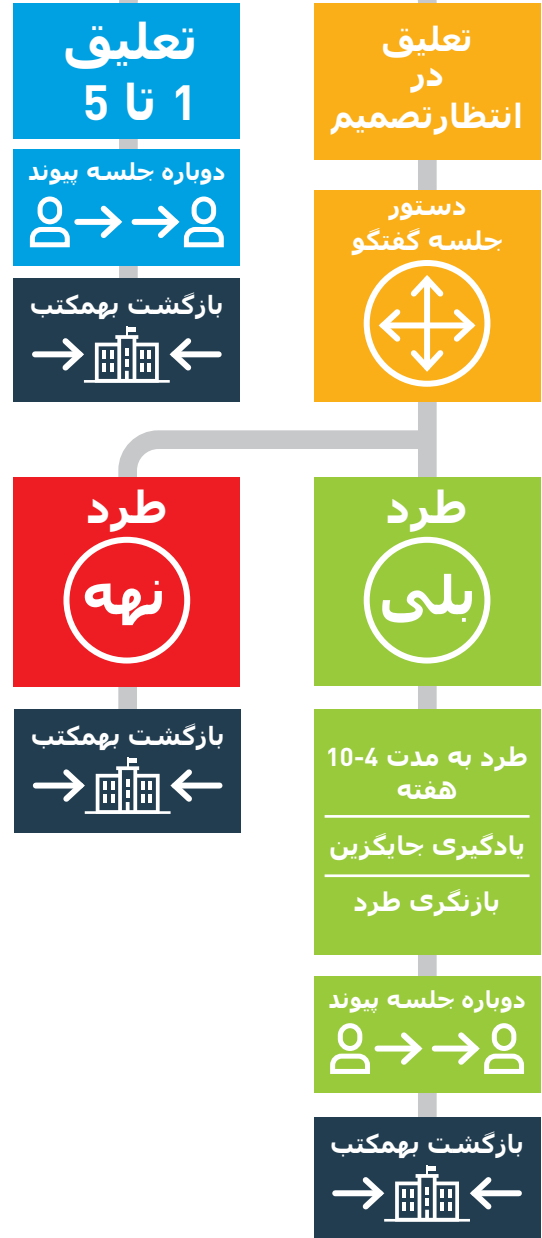 تعلیق
در
انتظارتصمیم
دستور
جلسه گفتگو
تعلیق
1 تا 5
دوباره جلسه پیوند
بازگشت بهمکتب
طرد
بلی
طرد به مدت 4-10
هفته
یادگیری جایگزین
بازنگری طرد
دوباره جلسه پیوند
بازگشت بهمکتب
طرد
نهه
بازگشت بهمکتب